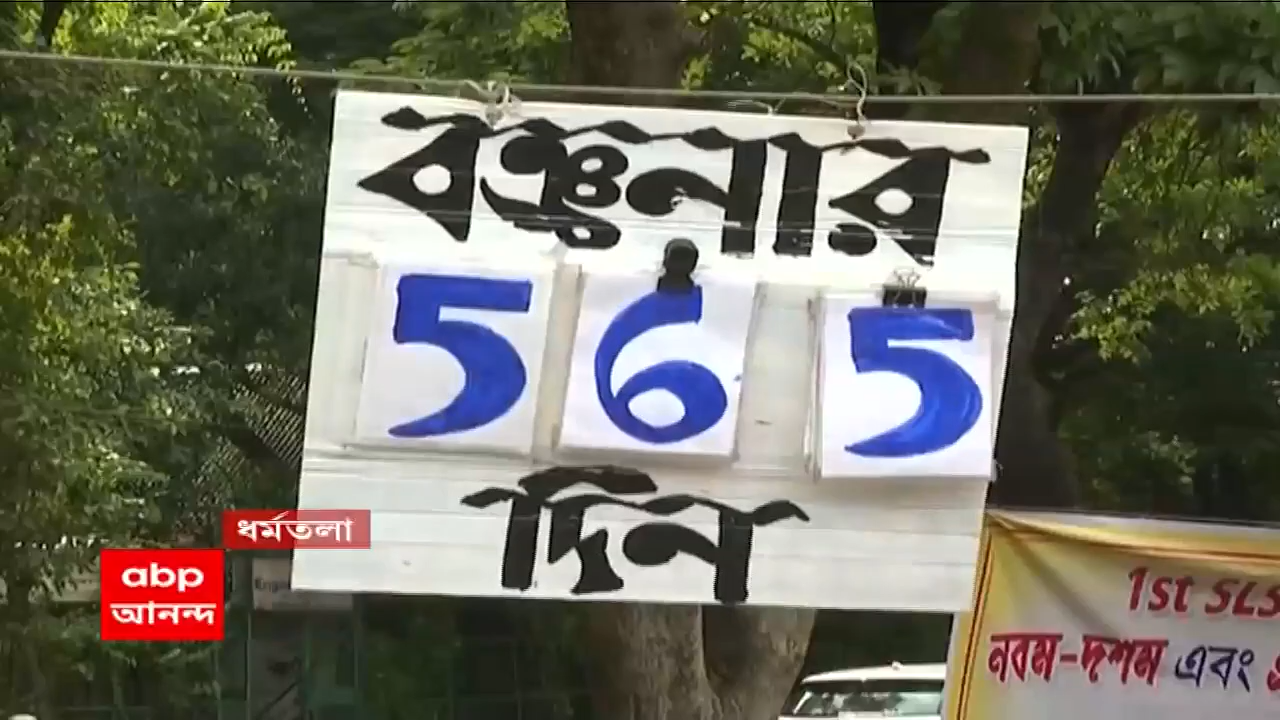 বঞ্চনার
565
দিন
ধর্মতলা
abp
আনন্দ
1st SLS
নবম-দশম এবং